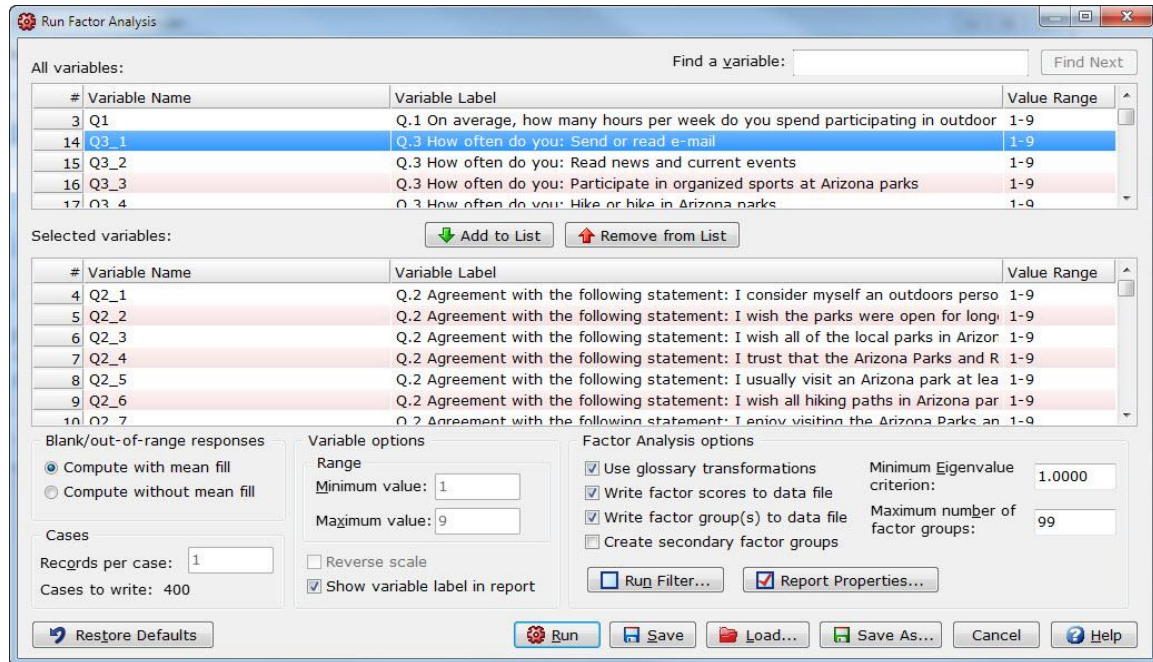 Run Factor Analysis
All variables:
Find a variable:
Find Next
# Variable Name Variable Label Value Range
3 Q1 Q.1 On average, how many hours per week do you spend participating in outdoor 1-9
14 Q3_1 Q.3 How often do you: Send or read e-mail 1-9
15 Q3_2 Q.3 How often do you: Read news and current events 1-9
16 Q3_3 Q.3 How often do you: Participate in organized sports at Arizona parks 1-9
17 Q3_4 Q.3 How often do you: Hike or bike in Arizona parks
Selected variables:
Add to List
Remove from List
# Variable Name Variable Label Value Range
4 Q2_1 Q.2 Agreement with the following statement: I consider myself an outdoors perso 1-9
5 Q2_2 Q.2 Agreement with the following statement: I wish the parks were open for long 1-9
6 Q2_3 Q.2 Agreement with the following statement: I wish all of the local parks in Arizor 1-9
7 Q2_4 Q.2 Agreement with the following statement: I trust that the Arizona Parks and R 1-9
8 Q2_5 Q.2 Agreement with the following statement: I usually visit an Arizona park at lea 1-9
9 Q2_6 Q.2 Agreement with the following statement: I wish all hiking paths in Arizona par 1-9
10 Q2_7 Q.2 Agreement with the following statement: I enjoy visiting the Arizona Parks an 1-9
Blank/out-of-range responses
Compute with mean fill
Compute without mean fill
Cases
Records per case: 1
Cases to write: 400
Variable options
Range
Minimum value: 1
Maximum value: 9
Reverse scale
Show variable label in report
Factor Analysis options
Use glossary transformations
Write factor scores to data file
Write factor group(s) to data file
Create secondary factor groups
Minimum Eigenvalue
criterion: 1.0000
Maximum number of
factor groups: 99
Run Filter...
Report Properties...
Restore Defaults
Run
Save
Load...
Save As...
Cancel
Help